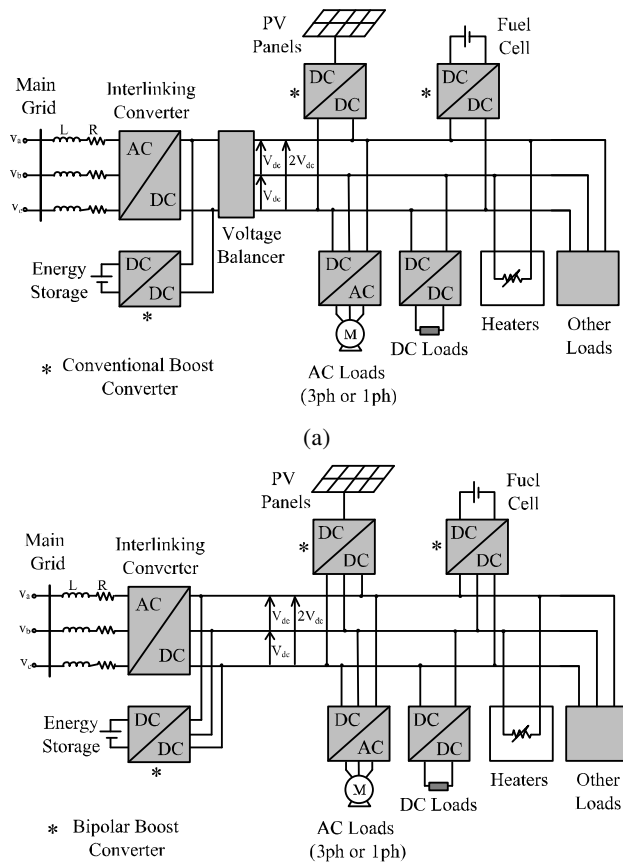 PV
Panels
Fuel
Cell
DC
DC
*
DC
DC
*
Main
Grid
Interlinking
Converter
L
R
va
vb
vc
AC
DC
Vdc
2Vdc
Vdc
Voltage
Balancer
Energy
Storage
DC
DC
*
DC
AC
M
AC Loads
(3ph or 1ph)
DC
DC
DC Loads
Heaters
Other
Loads
* Conventional Boost
Converter
(a)
PV
Panels
Fuel
Cell
DC
DC
*
DC
DC
*
Main
Grid
Interlinking
Converter
L
R
va
vb
vc
AC
DC
Vdc
2Vdc
Vdc
Energy
Storage
DC
DC
*
DC
AC
M
AC Loads
(3ph or 1ph)
DC
DC
DC Loads
Heaters
Other
Loads
* Bipolar Boost
Converter